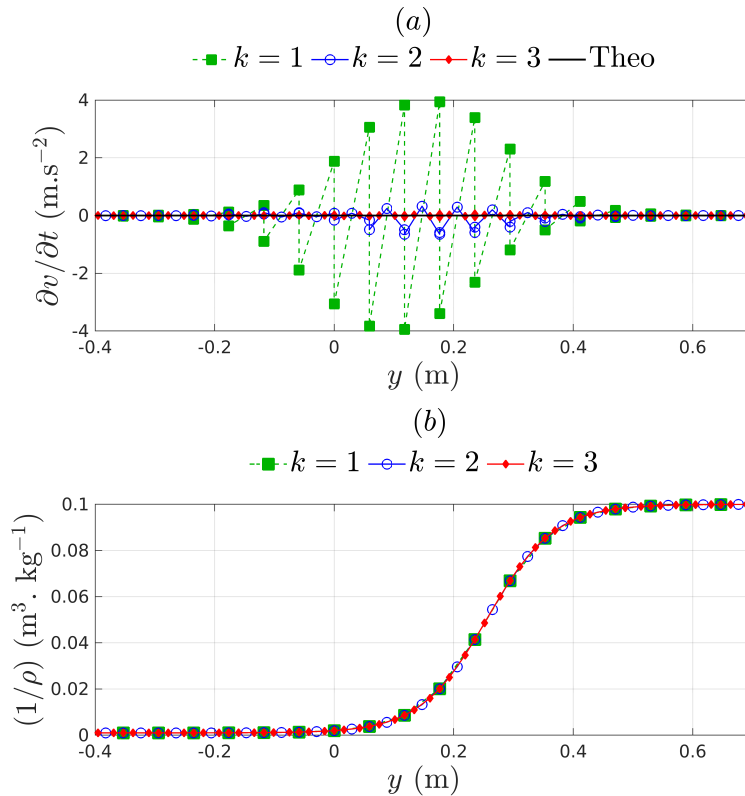 (a)
k = 1 k = 2 k = 3 Theo
∂v/∂t (m.s⁻²)
4
2
0
-2
-4
-0.4 -0.2 0 0.2 0.4 0.6
y (m)
(b)
k = 1 k = 2 k = 3
(1/ρ) (m³. kg⁻¹)
0.1
0.08
0.06
0.04
0.02
0
-0.4 -0.2 0 0.2 0.4 0.6
y (m)